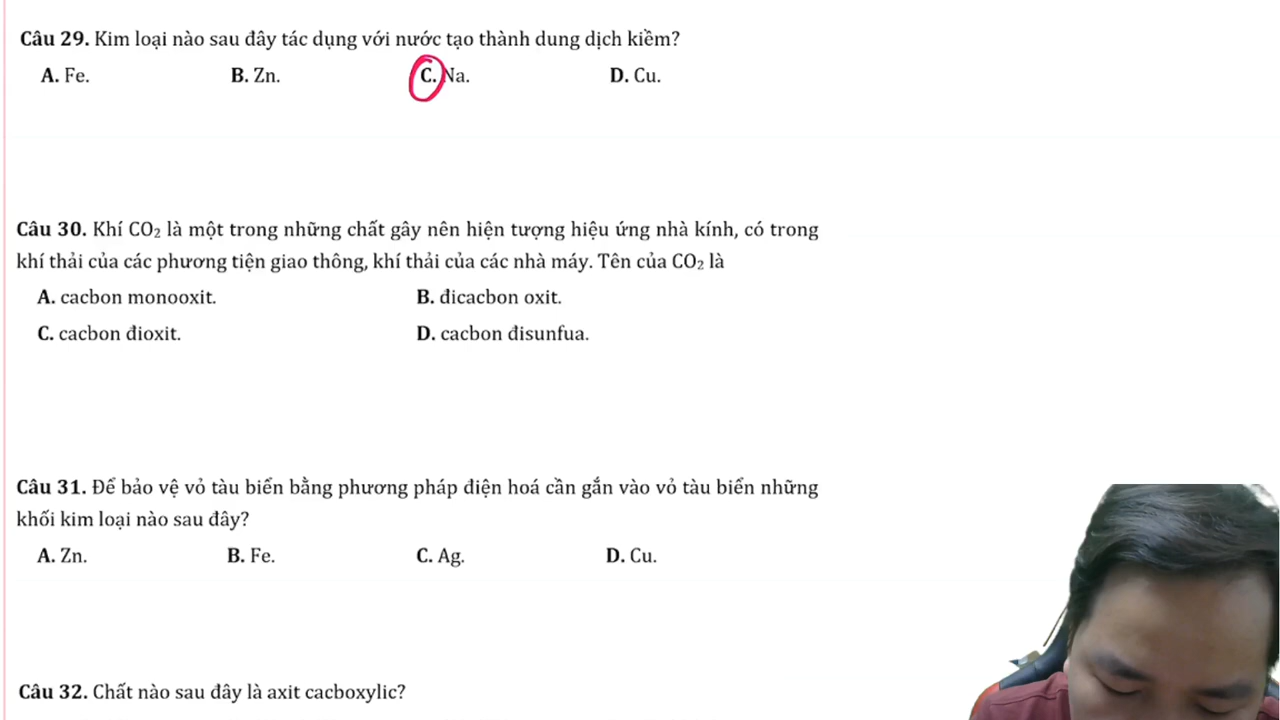 Câu 29. Kim loại nào sau đây tác dụng với nước tạo thành dung dịch kiềm?
A. Fe. B. Zn. C. Na. D. Cu.
Câu 30. Khí CO₂ là một trong những chất gây nên hiện tượng hiệu ứng nhà kính, có trong
khí thải của các phương tiện giao thông, khí thải của các nhà máy. Tên của CO₂ là
A. cacbon monooxit. B. đicacbon oxit.
C. cacbon đioxit. D. cacbon đisunfua.
Câu 31. Để bảo vệ vỏ tàu biển bằng phương pháp điện hoá cần gắn vào vỏ tàu biển những
khối kim loại nào sau đây?
A. Zn. B. Fe. C. Ag. D. Cu.
Câu 32. Chất nào sau đây là axit cacboxylic?